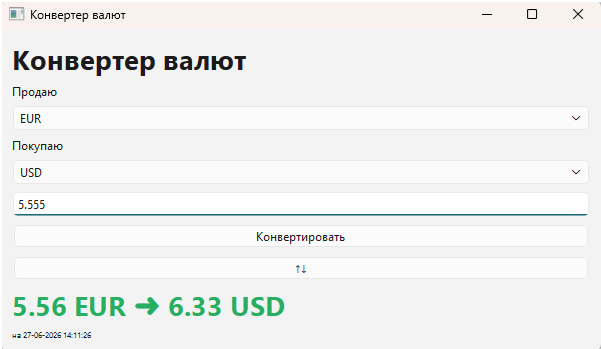 Конвертер валют
Конвертер валют
Продаю
EUR
Покупаю
USD
5.555
Конвертировать
↑↓
5.56 EUR ➜ 6.33 USD
на 27-06-2026 14:11:26